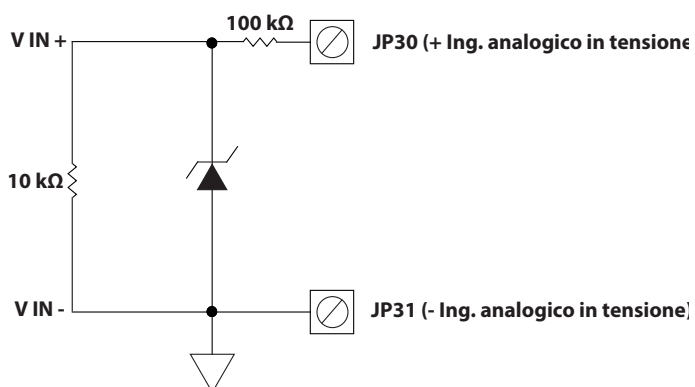 V IN +
100 kΩ
JP30 (+ Ing. analogico in tensione
10 kΩ
V IN -
JP31 (- Ing. analogico in tensione)